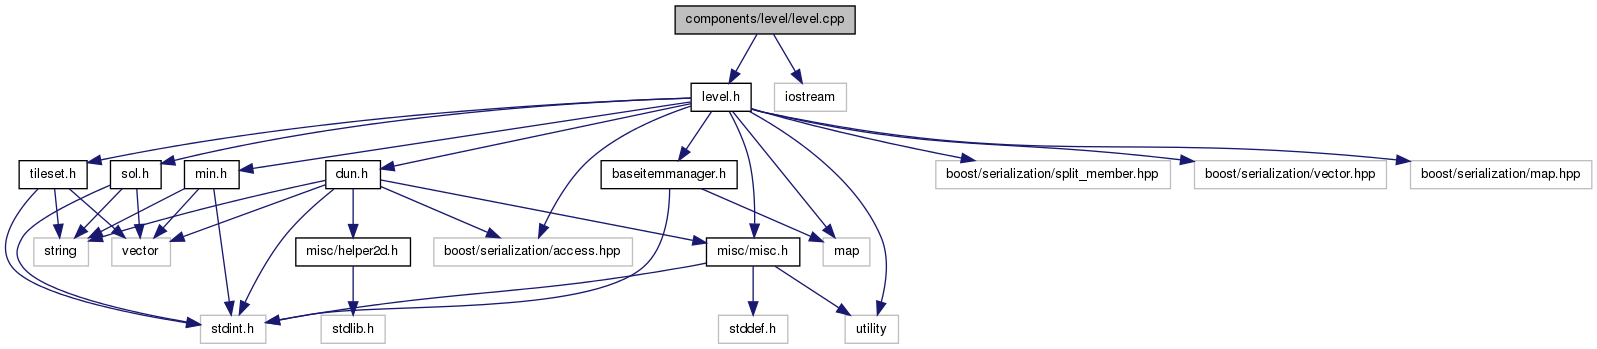 components/level/level.cpp
level.h
iostream
tileset.h
sol.h
min.h
dun.h
baseitemmanager.h
boost/serialization/split_member.hpp
boost/serialization/vector.hpp
boost/serialization/map.hpp
string
vector
misc/helper2d.h
boost/serialization/access.hpp
misc/misc.h
map
stdint.h
stdlib.h
stddef.h
utility